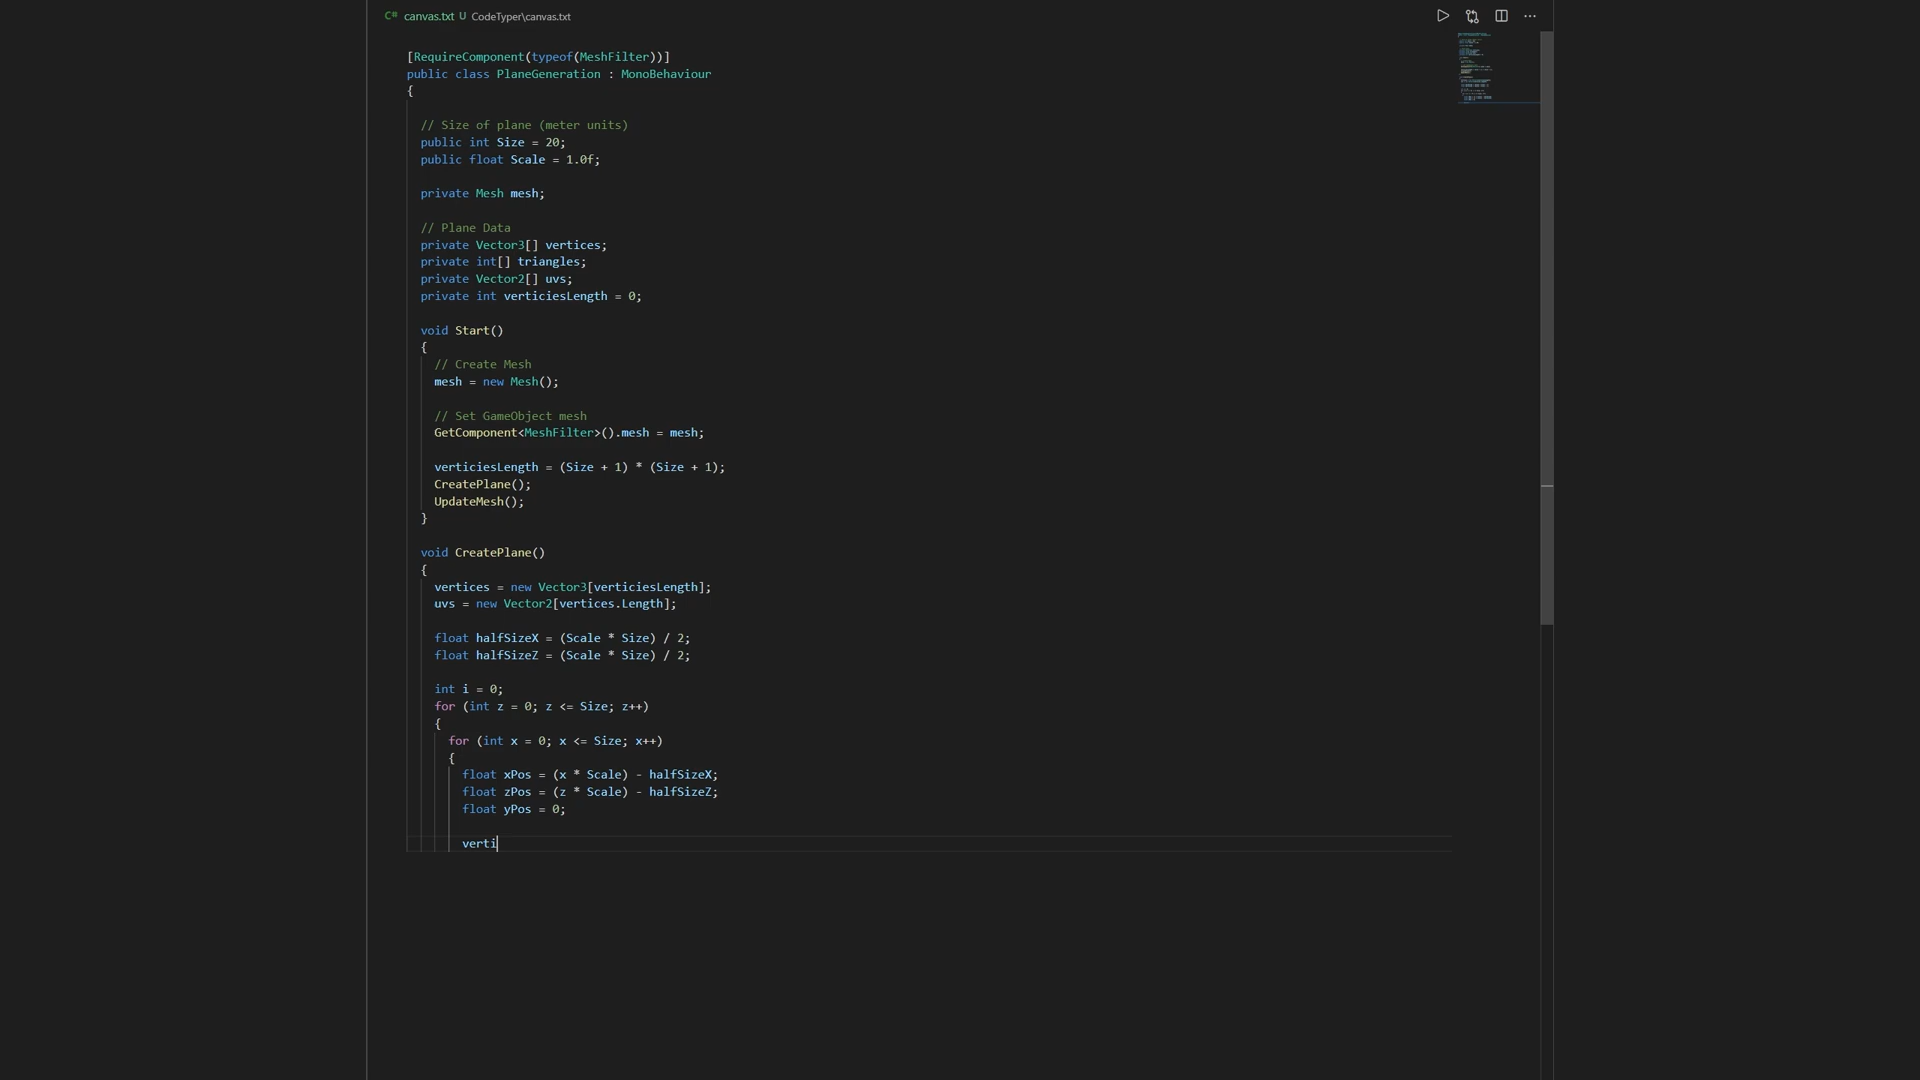 C# canvas.txt U CodeTyper\canvas.txt
[RequireComponent(typeof(MeshFilter))]
public class PlaneGeneration : MonoBehaviour
{
// Size of plane (meter units)
public int Size = 20;
public float Scale = 1.0f;
private Mesh mesh;
// Plane Data
private Vector3[] vertices;
private int[] triangles;
private Vector2[] uvs;
private int verticiesLength = 0;
void Start()
{
// Create Mesh
mesh = new Mesh();
// Set GameObject mesh
GetComponent<MeshFilter>().mesh = mesh;
verticiesLength = (Size + 1) * (Size + 1);
CreatePlane();
UpdateMesh();
}
void CreatePlane()
{
vertices = new Vector3[verticiesLength];
uvs = new Vector2[vertices.Length];
float halfSizeX = (Scale * Size) / 2;
float halfSizeZ = (Scale * Size) / 2;
int i = 0;
for (int z = 0; z <= Size; z++)
{
for (int x = 0; x <= Size; x++)
{
float xPos = (x * Scale) - halfSizeX;
float zPos = (z * Scale) - halfSizeZ;
float yPos = 0;
verti